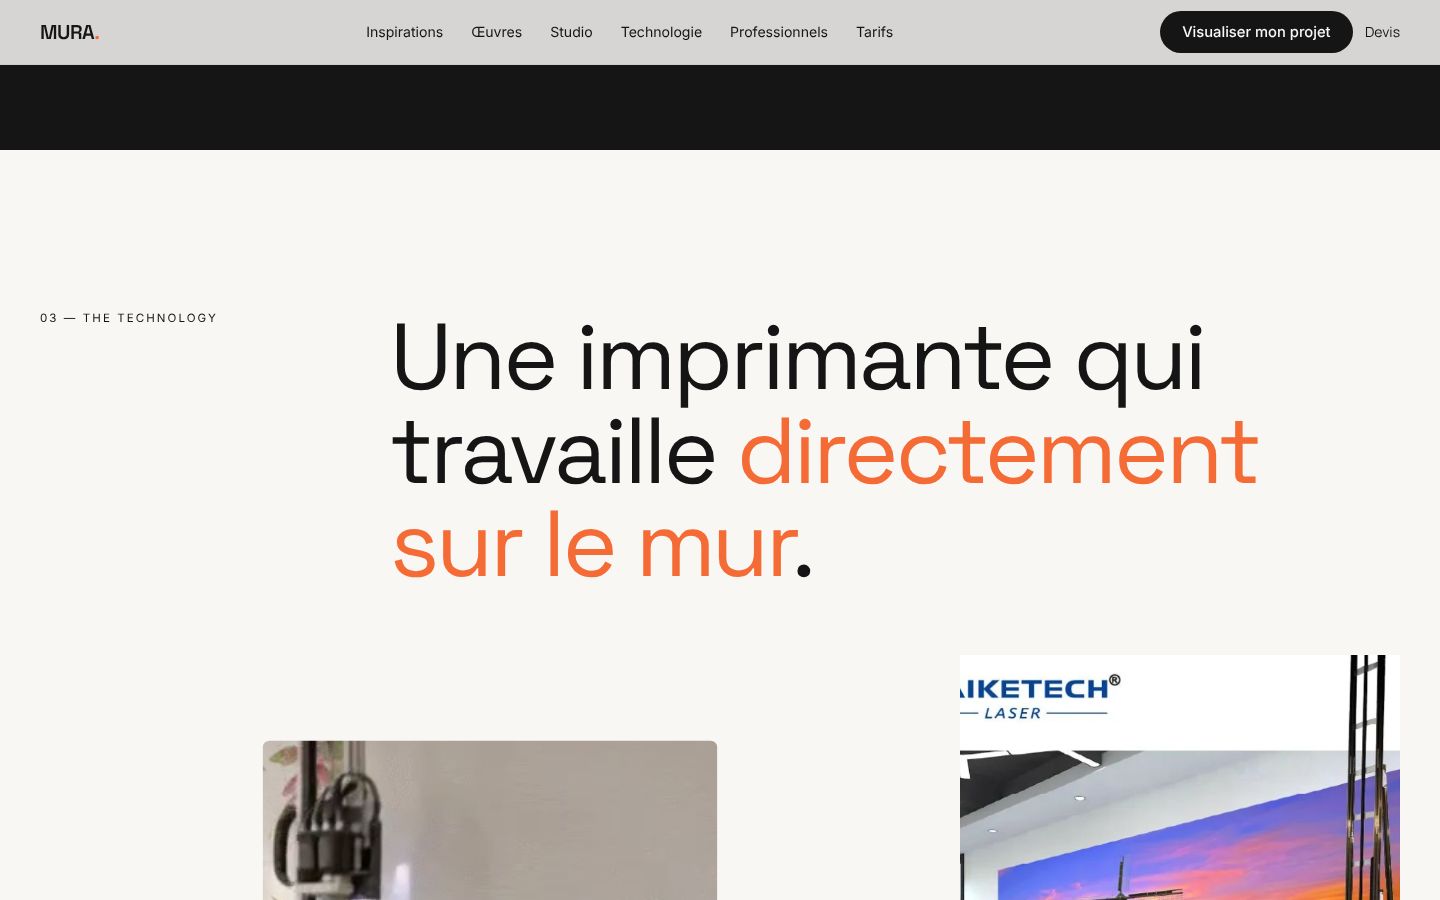 MURA.
Inspirations
Œuvres
Studio
Technologie
Professionnels
Tarifs
Visualiser mon projet
Devis
03 — THE TECHNOLOGY
Une imprimante qui
travaille directement
sur le mur.
AIKETECH®
LASER